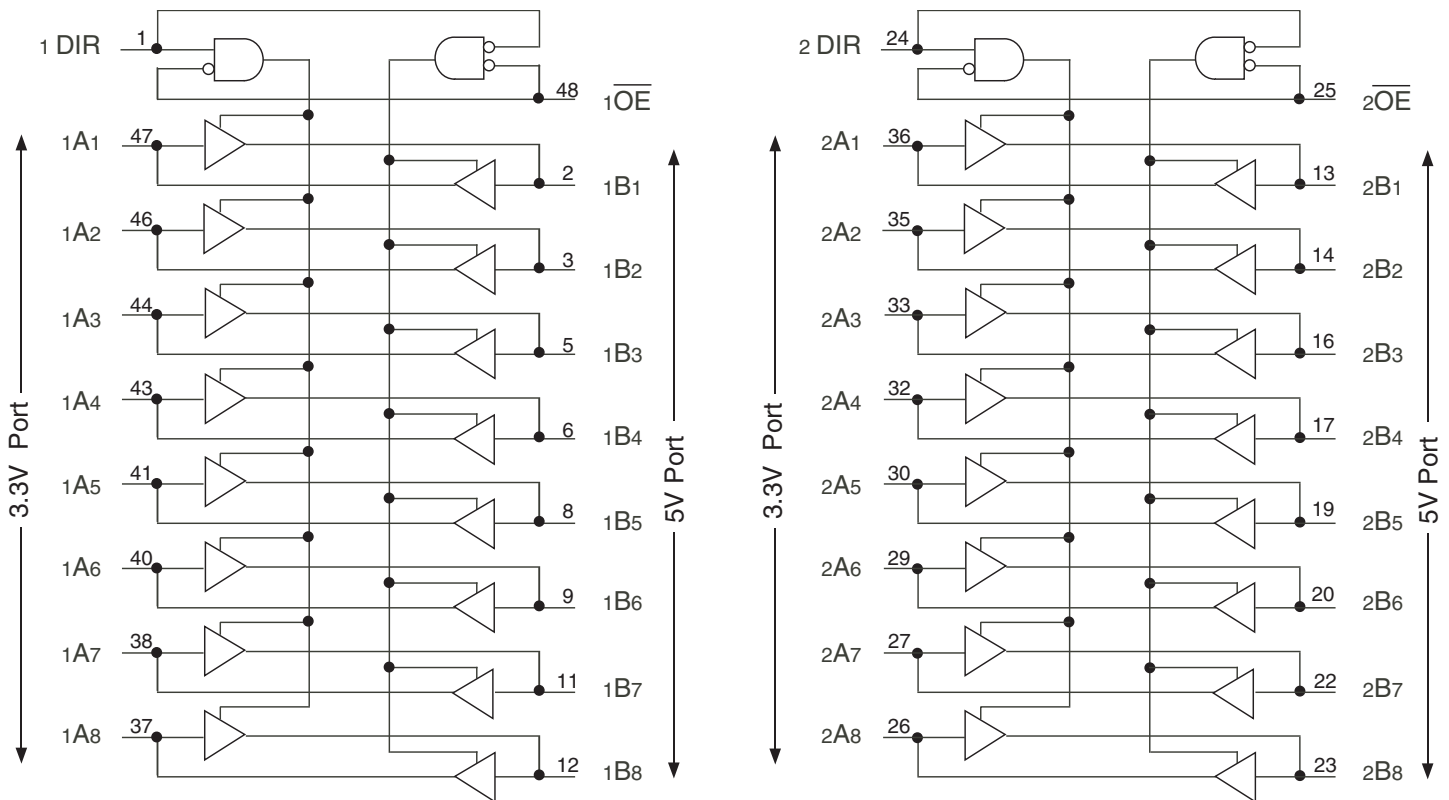 1 DIR 1
48 1OE
1A1 47
2 1B1
1A2 46
3 1B2
1A3 44
5 1B3
1A4 43
6 1B4
1A5 41
8 1B5
1A6 40
9 1B6
1A7 38
11 1B7
1A8 37
12 1B8
3.3V Port
5V Port
2 DIR 24
25 2OE
2A1 36
13 2B1
2A2 35
14 2B2
2A3 33
16 2B3
2A4 32
17 2B4
2A5 30
19 2B5
2A6 29
20 2B6
2A7 27
22 2B7
2A8 26
23 2B8
3.3V Port
5V Port